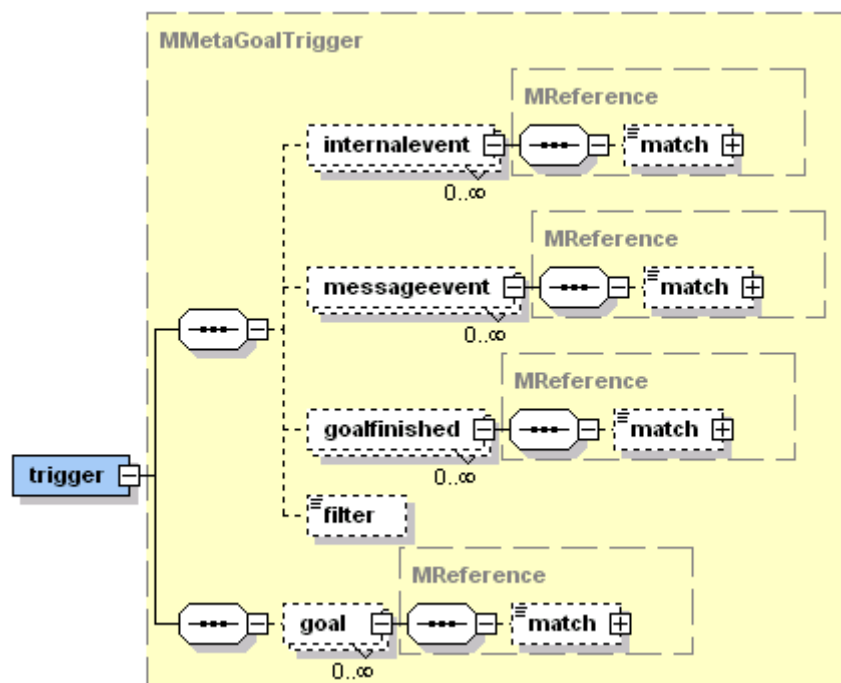 MMetaGoalTrigger
MReference
internalevent
match
0..∞
MReference
messageevent
match
0..∞
MReference
goalfinished
match
0..∞
trigger
filter
MReference
goal
match
0..∞